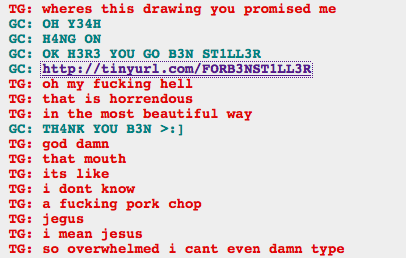 TG: wheres this drawing you promised me
GC: OH Y34H
GC: H4NG ON
GC: OK H3R3 YOU GO B3N ST1LL3R
GC: http://tinyurl.com/FORB3NST1LL3R
TG: oh my fucking hell
TG: that is horrendous
TG: in the most beautiful way
GC: TH4NK YOU B3N >:]
TG: god damn
TG: that mouth
TG: its like
TG: i dont know
TG: a fucking pork chop
TG: jegus
TG: i mean jesus
TG: so overwhelmed i cant even damn type